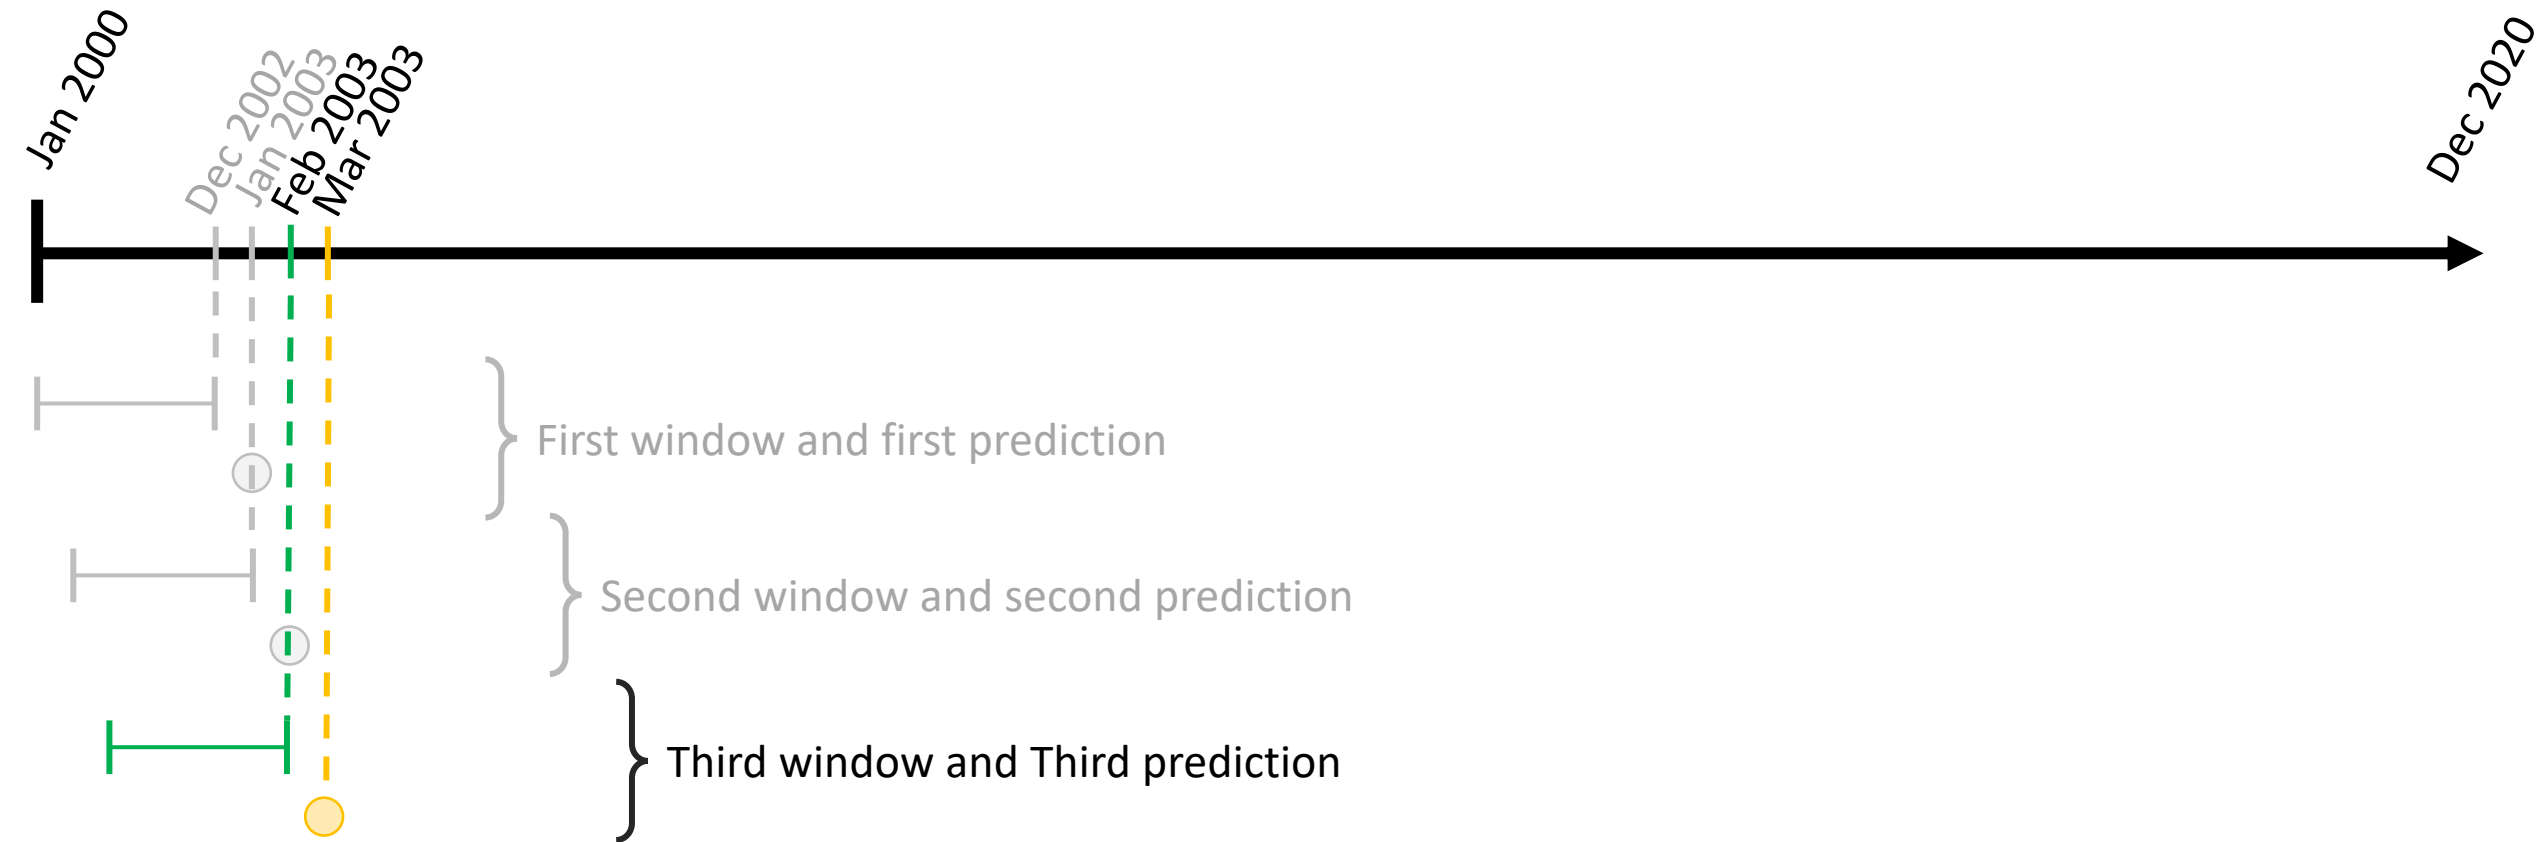 Jan 2000
Dec 2002
Jan 2003
Feb 2003
Mar 2003
Dec 2020
First window and first prediction
Second window and second prediction
Third window and Third prediction